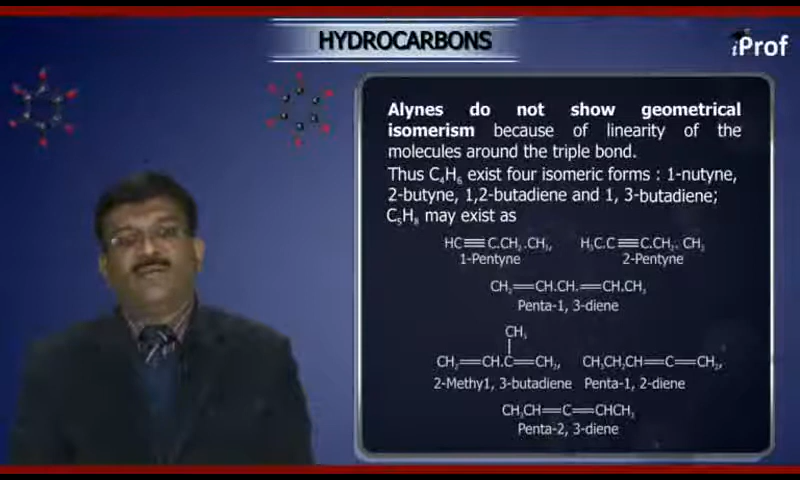 HYDROCARBONS
iProf
Alynes do not show geometrical
isomerism because of linearity of the
molecules around the triple bond.
Thus C₄H₆ exist four isomeric forms : 1-nutyne,
2-butyne, 1,2-butadiene and 1, 3-butadiene;
C₅H₈ may exist as
HC≡C.CH₂.CH₃, H₃C.C≡C.CH₂. CH₃
1-Pentyne 2-Pentyne
CH₂=CH.CH.=CH.CH₃
Penta-1, 3-diene
CH₃
CH₂=CH.C=CH₂, CH₃CH₂CH=C=CH₂,
2-Methy1, 3-butadiene Penta-1, 2-diene
CH₃CH=C=CHCH₃
Penta-2, 3-diene